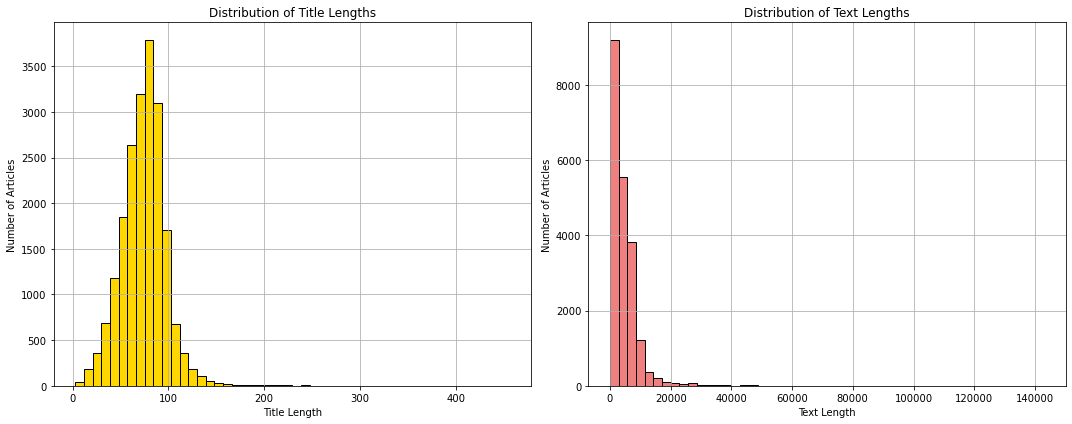 Distribution of Title Lengths
Number of Articles
3500
3000
2500
2000
1500
1000
500
0
0 100 200 300 400
Title Length
Distribution of Text Lengths
Number of Articles
8000
6000
4000
2000
0
0 20000 40000 60000 80000 100000 120000 140000
Text Length